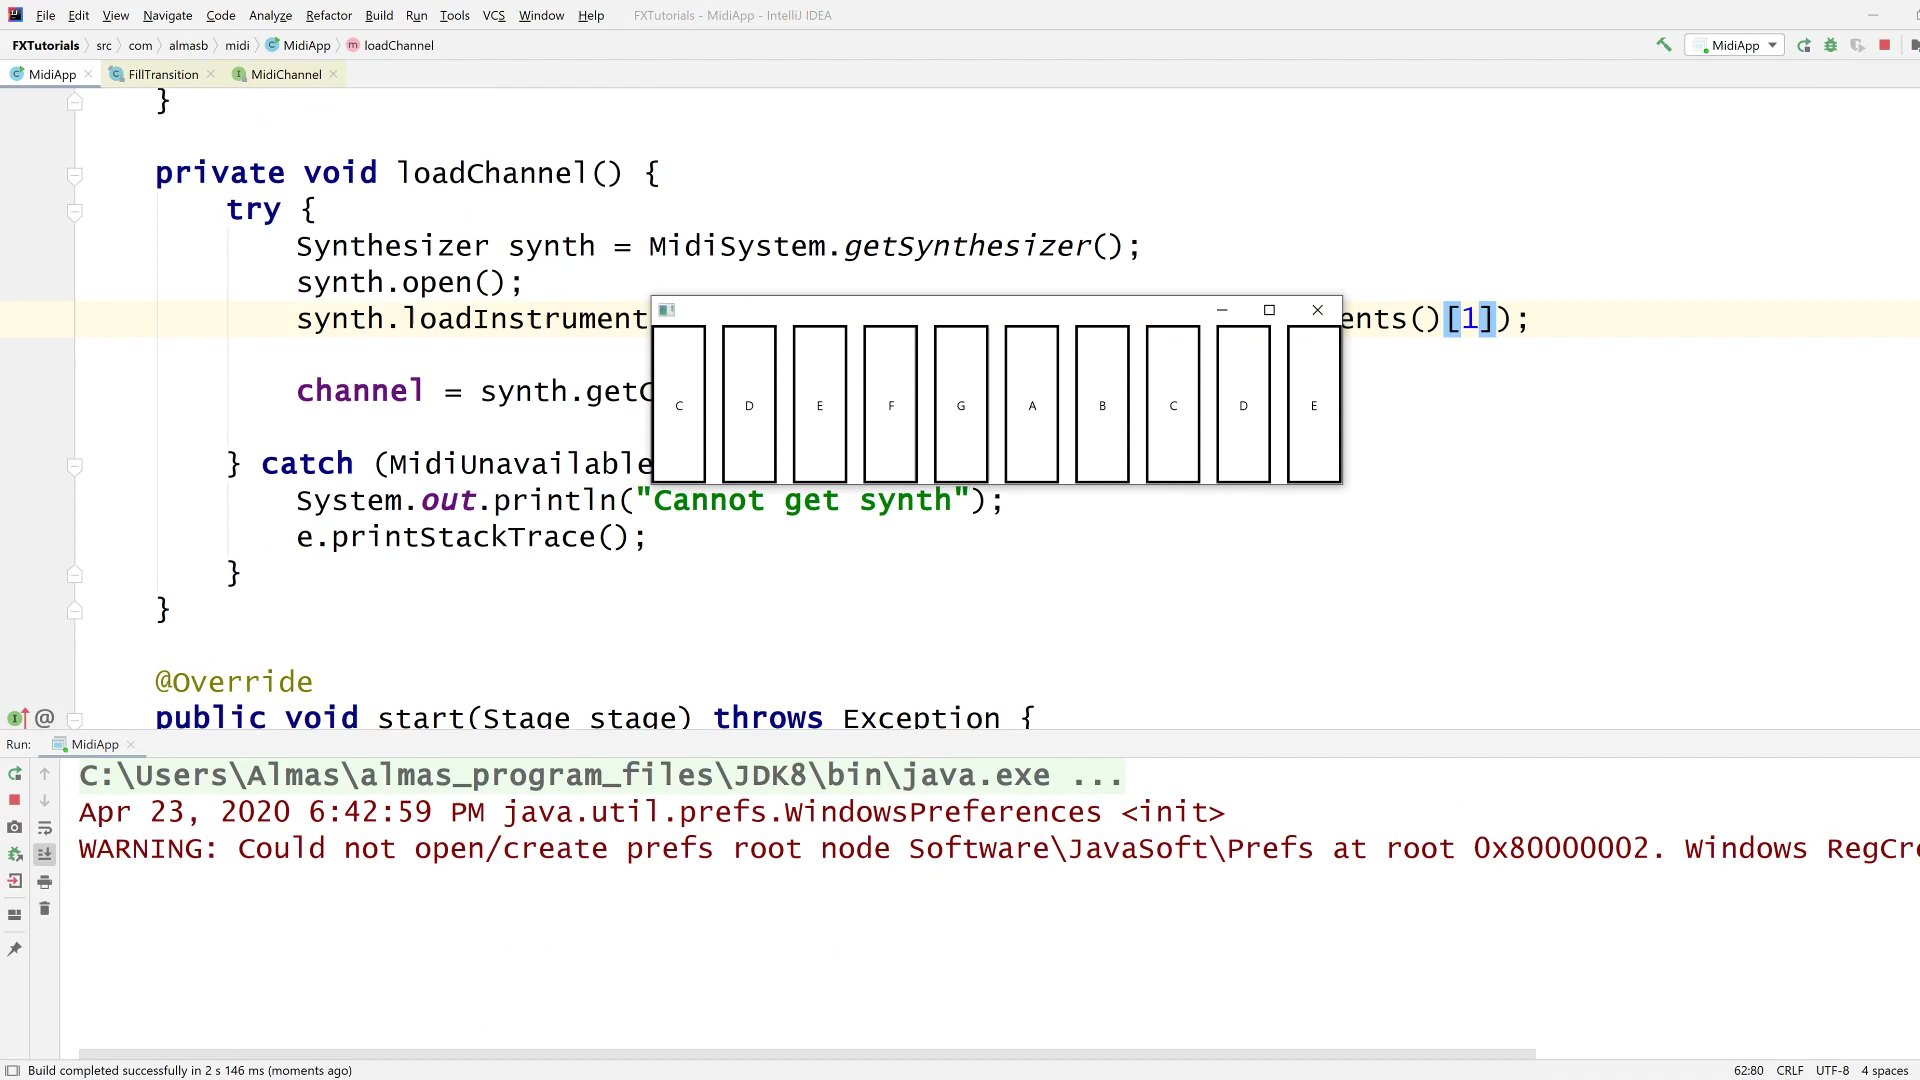 File Edit View Navigate Code Analyze Refactor Build Run Tools VCS Window Help FXTutorials - MidiApp - IntelliJ IDEA
FXTutorials src com almasb midi MidiApp loadChannel
MidiApp
MidiApp FillTransition MidiChannel
}
private void loadChannel() {
try {
Synthesizer synth = MidiSystem.getSynthesizer();
synth.open();
synth.loadInstrument ents()[1]);
channel = synth.getC
} catch (MidiUnavailable
System.out.println("Cannot get synth");
e.printStackTrace();
}
}
@Override
public void start(Stage stage) throws Exception {
C D E F G A B C D E
Run: MidiApp
C:\Users\Almas\almas_program_files\JDK8\bin\java.exe ...
Apr 23, 2020 6:42:59 PM java.util.prefs.WindowsPreferences <init>
WARNING: Could not open/create prefs root node Software\JavaSoft\Prefs at root 0x80000002. Windows RegCre
Build completed successfully in 2 s 146 ms (moments ago)
62:80 CRLF UTF-8 4 spaces